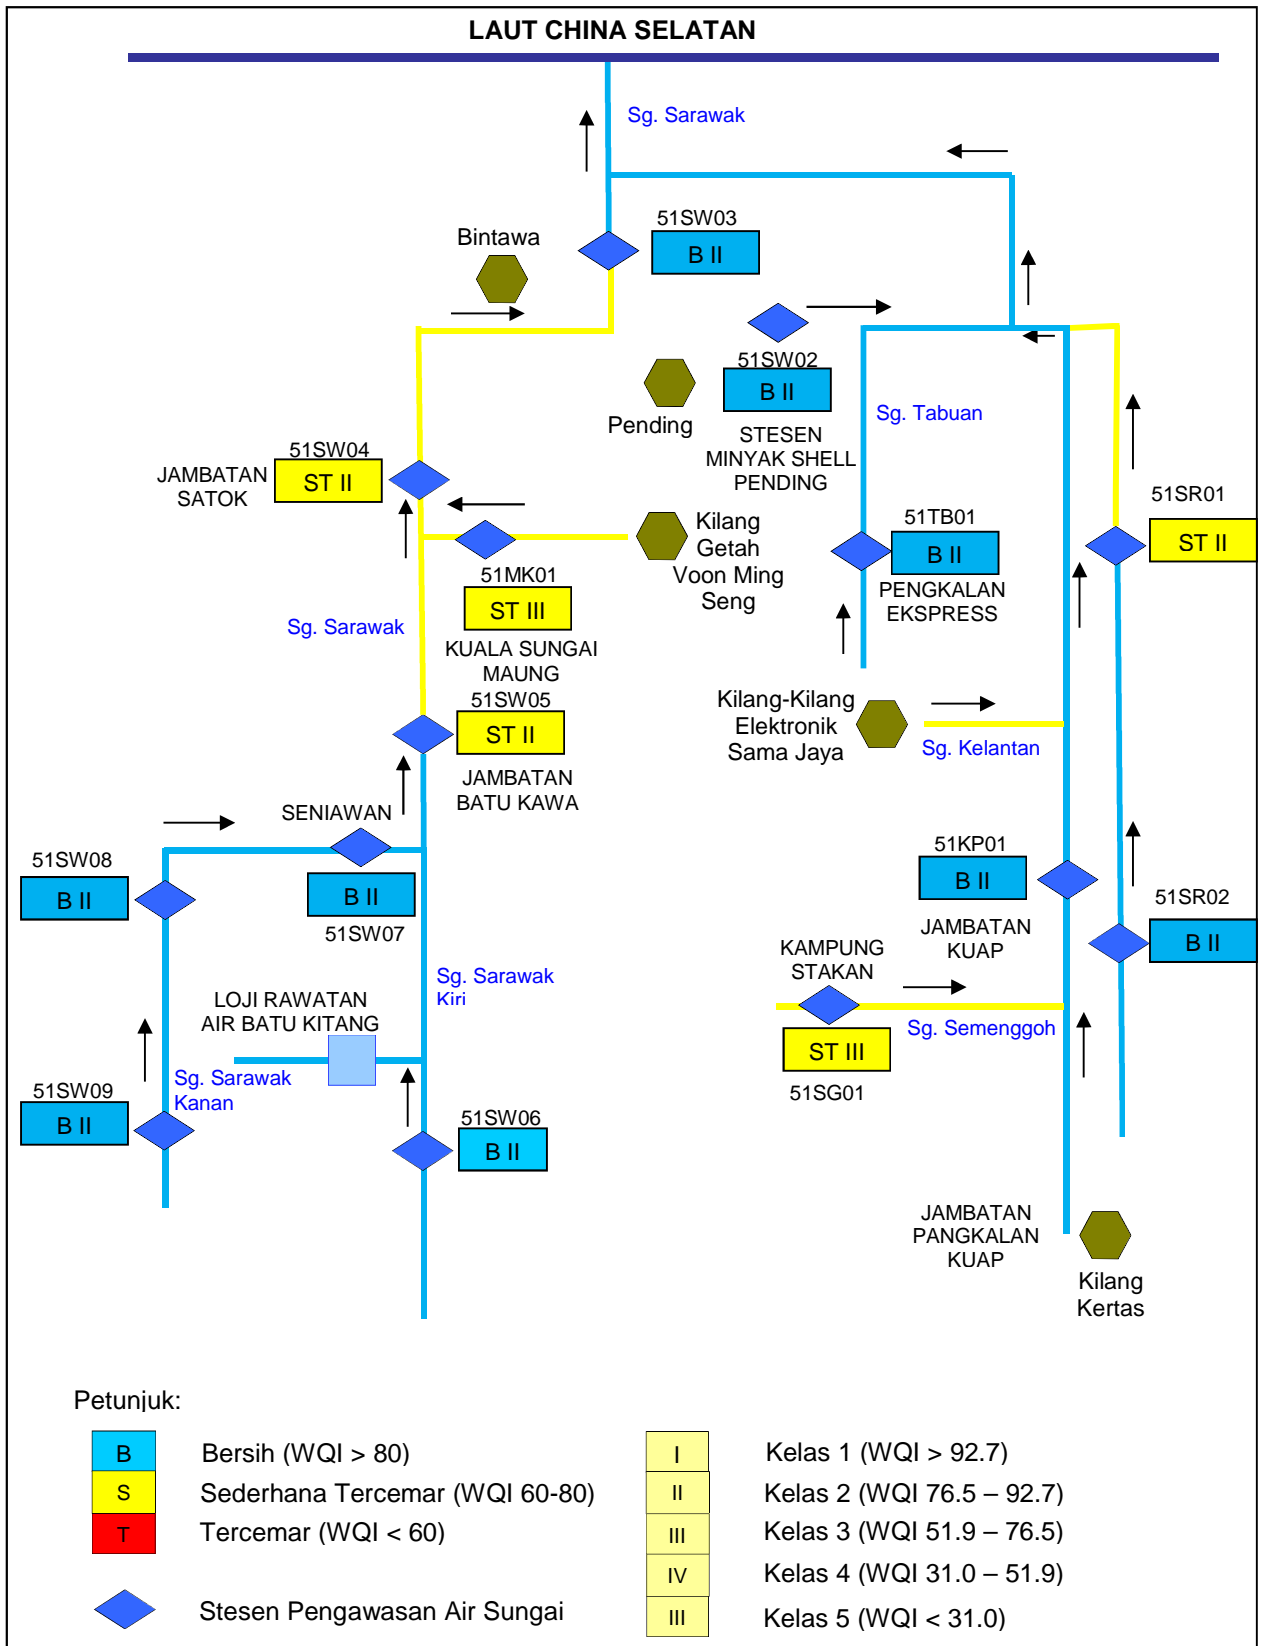 LAUT CHINA SELATAN
Sg. Sarawak
51SW03
B II
Bintawa
51SW02
B II
Pending
STESEN
MINYAK SHELL
PENDING
Sg. Tabuan
51SW04
ST II
JAMBATAN
SATOK
51SR01
ST II
51TB01
B II
PENGKALAN
EKSPRESS
Kilang
Getah
Voon Ming
Seng
51MK01
ST III
KUALA SUNGAI
MAUNG
Sg. Sarawak
51SW05
ST II
JAMBATAN
BATU KAWA
Kilang-Kilang
Elektronik
Sama Jaya
Sg. Kelantan
SENIAWAN
51SW08
B II
B II
51SW07
51KP01
B II
JAMBATAN
KUAP
51SR02
B II
KAMPUNG
STAKAN
Sg. Sarawak
Kiri
LOJI RAWATAN
AIR BATU KITANG
Sg. Semenggoh
ST III
51SG01
Sg. Sarawak
Kanan
51SW09
B II
51SW06
B II
JAMBATAN
PANGKALAN
KUAP
Kilang
Kertas
Petunjuk:
B Bersih (WQI > 80)
S Sederhana Tercemar (WQI 60-80)
T Tercemar (WQI < 60)
Stesen Pengawasan Air Sungai
I Kelas 1 (WQI > 92.7)
II Kelas 2 (WQI 76.5 – 92.7)
III Kelas 3 (WQI 51.9 – 76.5)
IV Kelas 4 (WQI 31.0 – 51.9)
III Kelas 5 (WQI < 31.0)